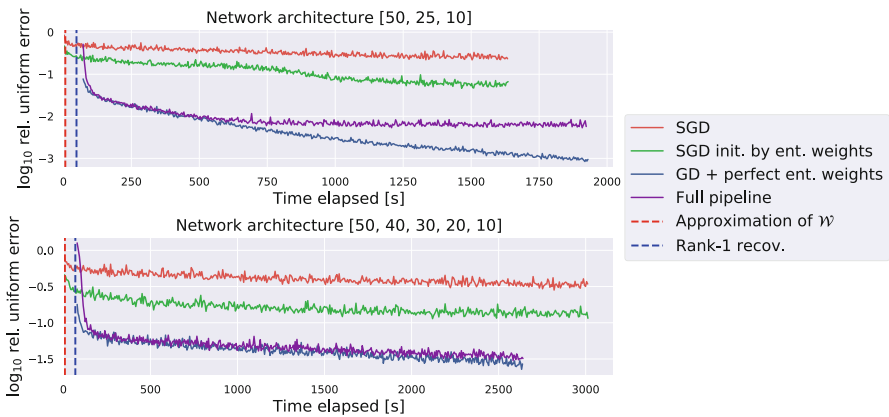 Network architecture [50, 25, 10]
log₁₀ rel. uniform error
0
−1
−2
−3
0 250 500 750 1000 1250 1500 1750 2000
Time elapsed [s]
Network architecture [50, 40, 30, 20, 10]
log₁₀ rel. uniform error
0.0
−0.5
−1.0
−1.5
0 500 1000 1500 2000 2500 3000
Time elapsed [s]
SGD
SGD init. by ent. weights
GD + perfect ent. weights
Full pipeline
Approximation of 𝒲
Rank-1 recov.